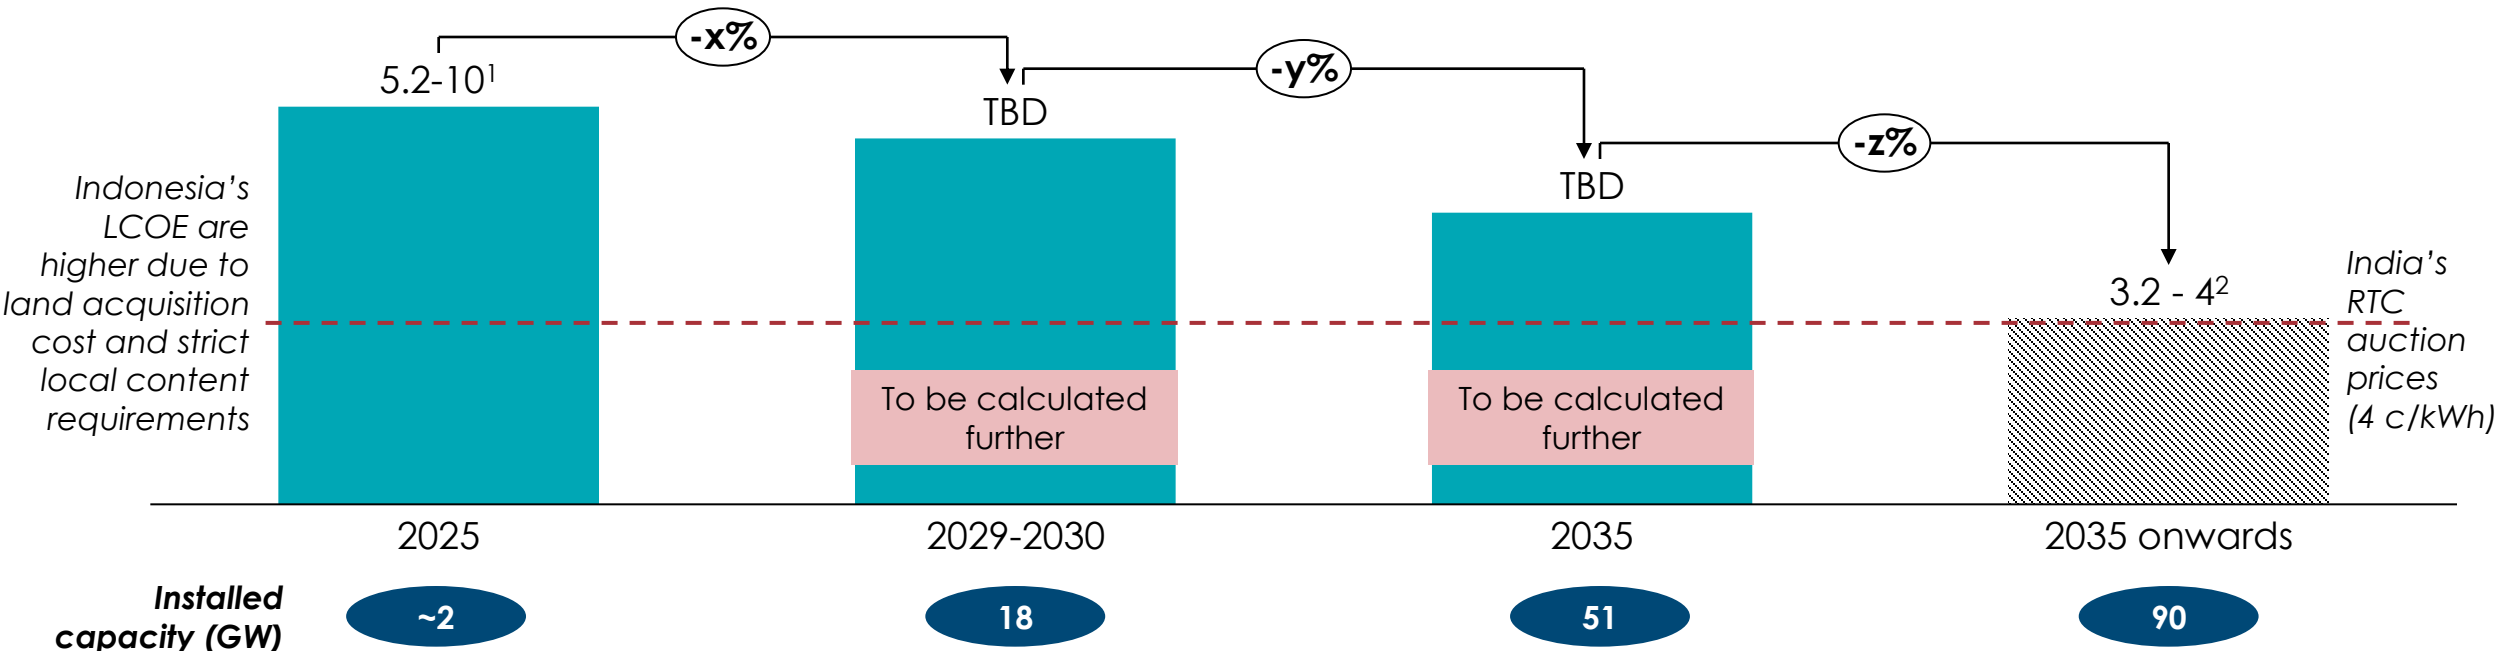 -x%
-y%
-z%
5.2-10¹
TBD
TBD
3.2 - 4²
Indonesia’s
LCOE are
higher due to
land acquisition
cost and strict
local content
requirements
To be calculated
further
To be calculated
further
India’s
RTC
auction
prices
(4 c/kWh)
2025
2029-2030
2035
2035 onwards
Installed
capacity (GW)
~2
18
51
90